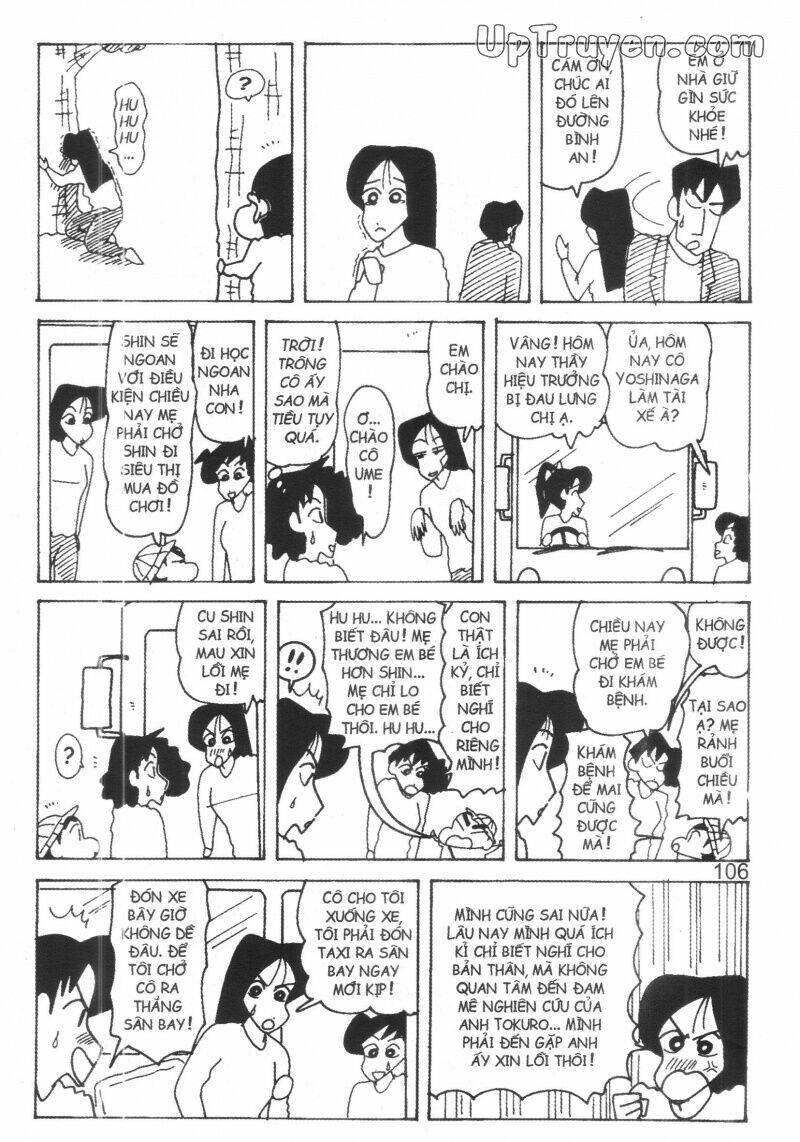 UpTruyen.com
EM Ở
NHÀ GIỮ
GÌN SỨC
KHỎE
NHÉ!
CÁM ƠN,
CHÚC AI
ĐÓ LÊN
ĐƯỜNG
BÌNH
AN!
?
HU
HU
HU
...
ỦA, HÔM
NAY CÔ
YOSHINAGA
LÀM TÀI
XẾ À?
VÂNG! HÔM
NAY THẦY
HIỆU TRƯỞNG
BỊ ĐAU LƯNG
CHỊ Ạ.
EM
CHÀO
CHỊ.
Ơ...
CHÀO
CÔ
UME!
TRỜI!
TRÔNG
CÔ ẤY
SAO MÀ
TIỀU TỤY
QUÁ.
ĐI HỌC
NGOAN
NHA
CON!
SHIN SẼ
NGOAN
VỚI ĐIỀU
KIỆN CHIỀU
NAY MẸ
PHẢI CHỞ
SHIN ĐI
SIÊU THỊ
MUA ĐỒ
CHƠI!
KHÔNG
ĐƯỢC!
CHIỀU NAY
MẸ PHẢI
CHỞ EM BÉ
ĐI KHÁM
BỆNH.
TẠI SAO
Ạ? MẸ
RẢNH
BUỔI
CHIỀU
MÀ!
KHÁM
BỆNH
ĐỂ MAI
CŨNG
ĐƯỢC
MÀ!
CON
THẬT
LÀ ÍCH
KỶ, CHỈ
BIẾT
NGHĨ
CHO
RIÊNG
MÌNH!
HU HU... KHÔNG
BIẾT ĐÂU! MẸ
THƯƠNG EM BÉ
HƠN SHIN...
MẸ CHỈ LO
CHO EM BÉ
THÔI. HU HU...
!!
CU SHIN
SAI RỒI,
MAU XIN
LỖI MẸ
ĐI!
?
106
MÌNH CŨNG SAI NỮA!
LÂU NAY MÌNH QUÁ ÍCH
KỈ CHỈ BIẾT NGHĨ CHO
BẢN THÂN, MÀ KHÔNG
QUAN TÂM ĐẾN ĐAM
MÊ NGHIÊN CỨU CỦA
ANH TOKURO... MÌNH
PHẢI ĐẾN GẶP ANH
ẤY XIN LỖI THÔI!
CÔ CHO TÔI
XUỐNG XE,
TÔI PHẢI ĐÓN
TAXI RA SÂN
BAY NGAY
MỚI KỊP!
ĐÓN XE
BÂY GIỜ
KHÔNG DỄ
ĐÂU. ĐỂ
TÔI CHỞ
CÔ RA
THẲNG
SÂN BAY!